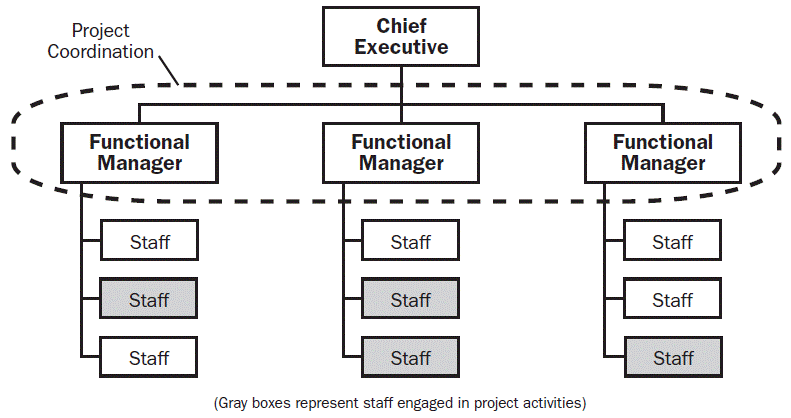 Project
Coordination
Chief
Executive
Functional
Manager
Functional
Manager
Functional
Manager
Staff
Staff
Staff
Staff
Staff
Staff
Staff
Staff
Staff
(Gray boxes represent staff engaged in project activities)